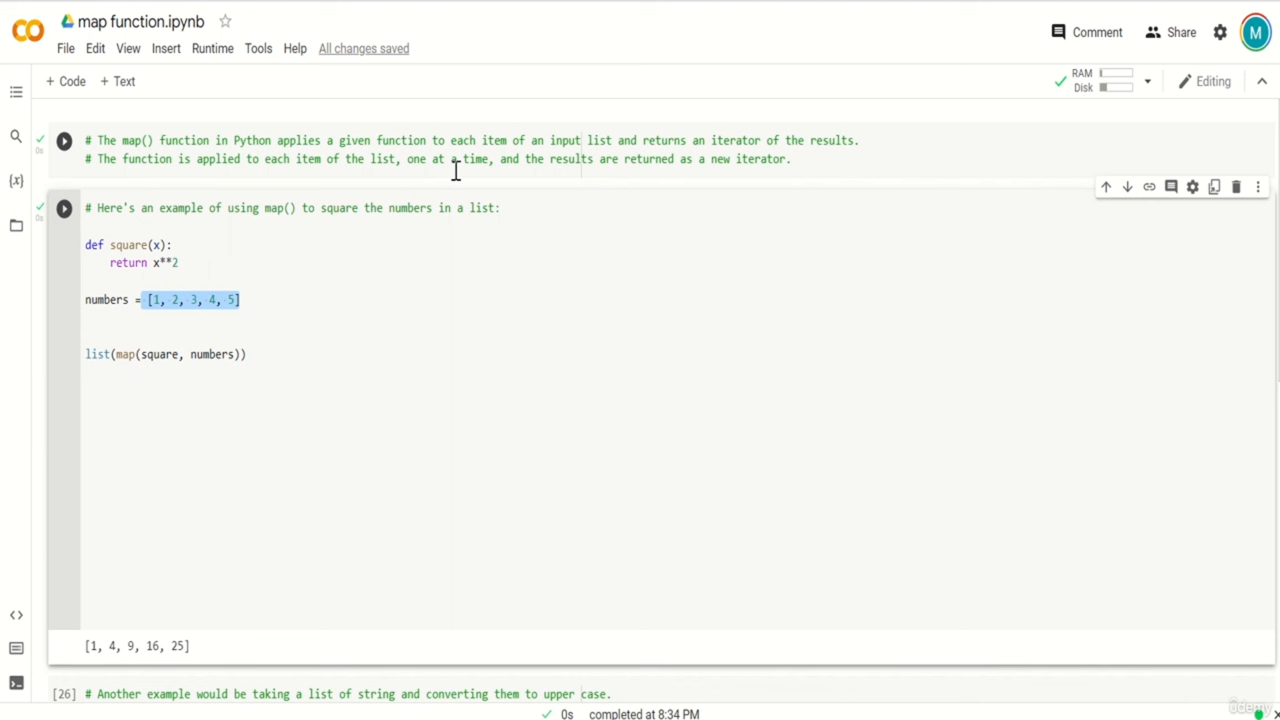 map function.ipynb
File Edit View Insert Runtime Tools Help All changes saved
Comment Share M
+ Code + Text
RAM
Disk
Editing
# The map() function in Python applies a given function to each item of an input list and returns an iterator of the results.
# The function is applied to each item of the list, one at a time, and the results are returned as a new iterator.
0s
{x}
# Here's an example of using map() to square the numbers in a list:
0s
def square(x):
return x**2
numbers = [1, 2, 3, 4, 5]
list(map(square, numbers))
[1, 4, 9, 16, 25]
[26] # Another example would be taking a list of string and converting them to upper case.
0s completed at 8:34 PM
ûdemy